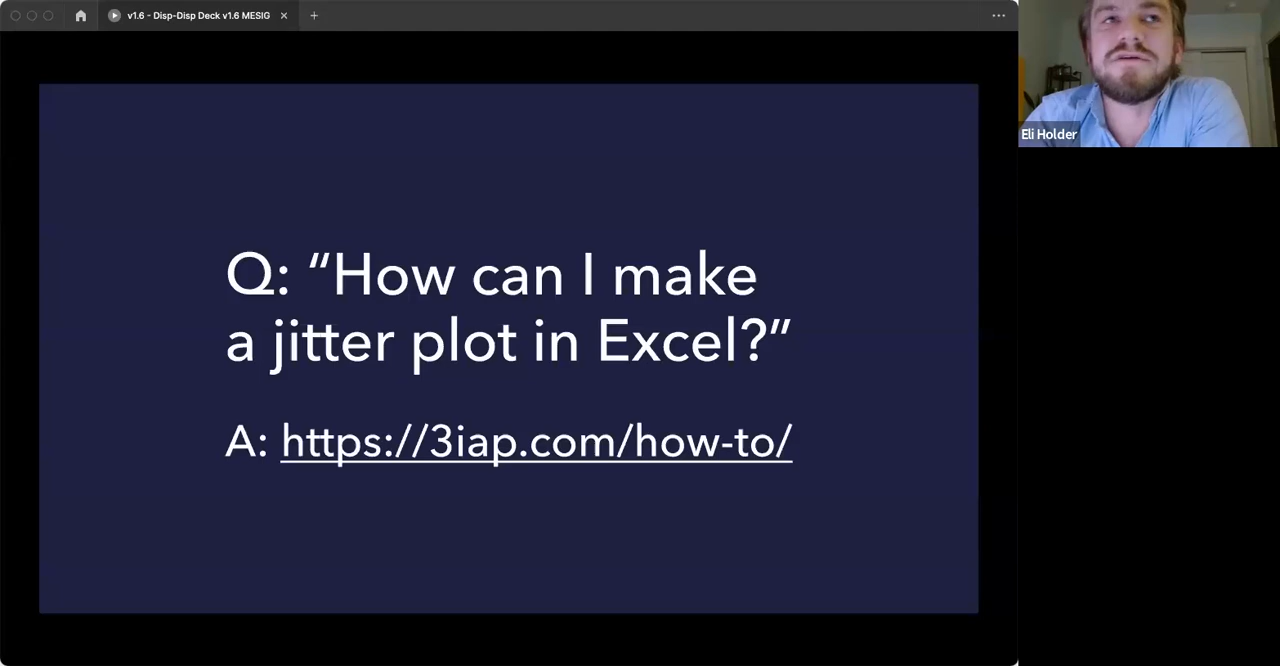 v1.6 - Disp-Disp Deck v1.6 MESIG
Eli Holder
Q: “How can I make
a jitter plot in Excel?”
A: https://3iap.com/how-to/